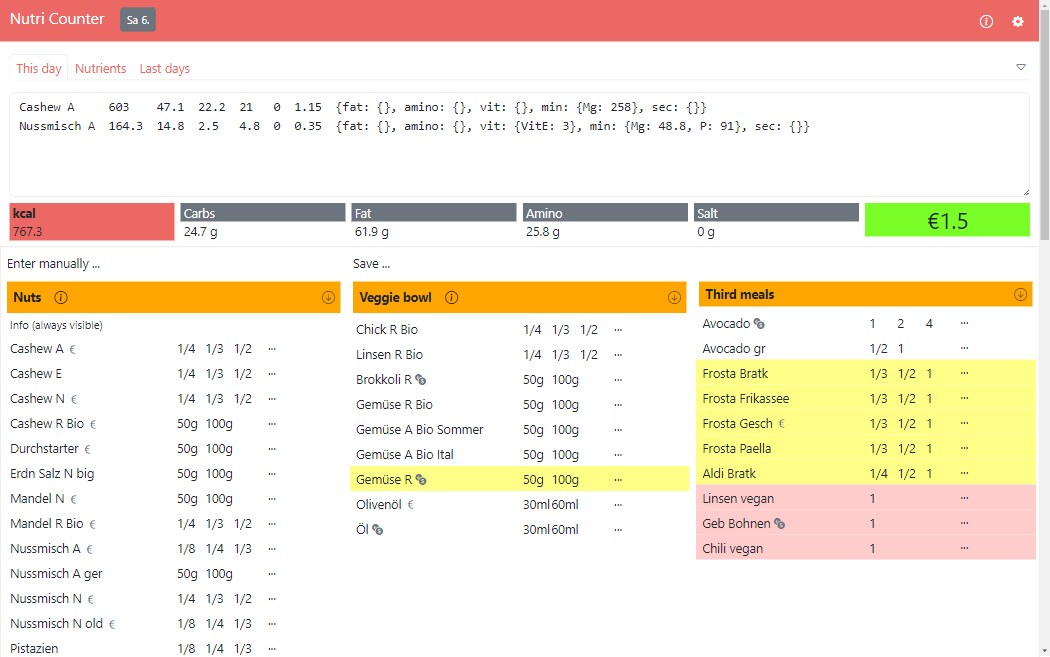 Nutri Counter Sa 6.
This day Nutrients Last days
Cashew A 603 47.1 22.2 21 0 1.15 {fat: {}, amino: {}, vit: {}, min: {Mg: 258}, sec: {}}
Nussmisch A 164.3 14.8 2.5 4.8 0 0.35 {fat: {}, amino: {}, vit: {VitE: 3}, min: {Mg: 48.8, P: 91}, sec: {}}
kcal
767.3
Carbs
24.7 g
Fat
61.9 g
Amino
25.8 g
Salt
0 g
€1.5
Enter manually ...
Save ...
Nuts
Info (always visible)
Cashew A € 1/4 1/3 1/2 ...
Cashew E 1/4 1/3 1/2 ...
Cashew N € 1/4 1/3 1/2 ...
Cashew R Bio € 50g 100g ...
Durchstarter € 50g 100g ...
Erdn Salz N big 50g 100g ...
Mandel N € 50g 100g ...
Mandel R Bio € 1/4 1/3 1/2 ...
Nussmisch A € 1/8 1/4 1/3 ...
Nussmisch A ger 50g 100g ...
Nussmisch N € 1/4 1/3 1/2 ...
Nussmisch N old € 1/8 1/4 1/3 ...
Pistazien 1/8 1/4 1/3 ...
Veggie bowl
Chick R Bio 1/4 1/3 1/2 ...
Linsen R Bio 1/4 1/3 1/2 ...
Brokkoli R 50g 100g ...
Gemüse R Bio 50g 100g ...
Gemüse A Bio Sommer 50g 100g ...
Gemüse A Bio Ital 50g 100g ...
Gemüse R 50g 100g ...
Olivenöl € 30ml 60ml ...
Öl 30ml 60ml ...
Third meals
Avocado 1 2 4 ...
Avocado gr 1/2 1 ...
Frosta Bratk 1/3 1/2 1 ...
Frosta Frikassee 1/3 1/2 1 ...
Frosta Gesch € 1/3 1/2 1 ...
Frosta Paella 1/3 1/2 1 ...
Aldi Bratk 1/4 1/2 1 ...
Linsen vegan 1 ...
Geb Bohnen 1 ...
Chili vegan 1 ...